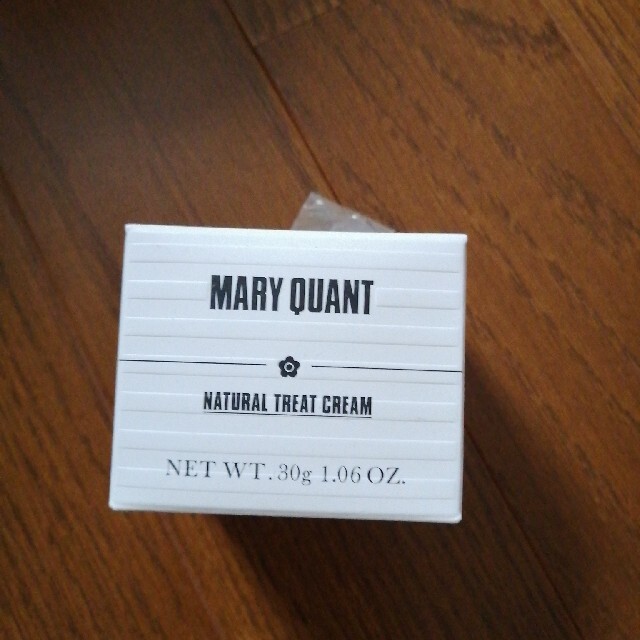 MARY QUANT
NATURAL TREAT CREAM
NET WT. 30g 1.06 OZ.